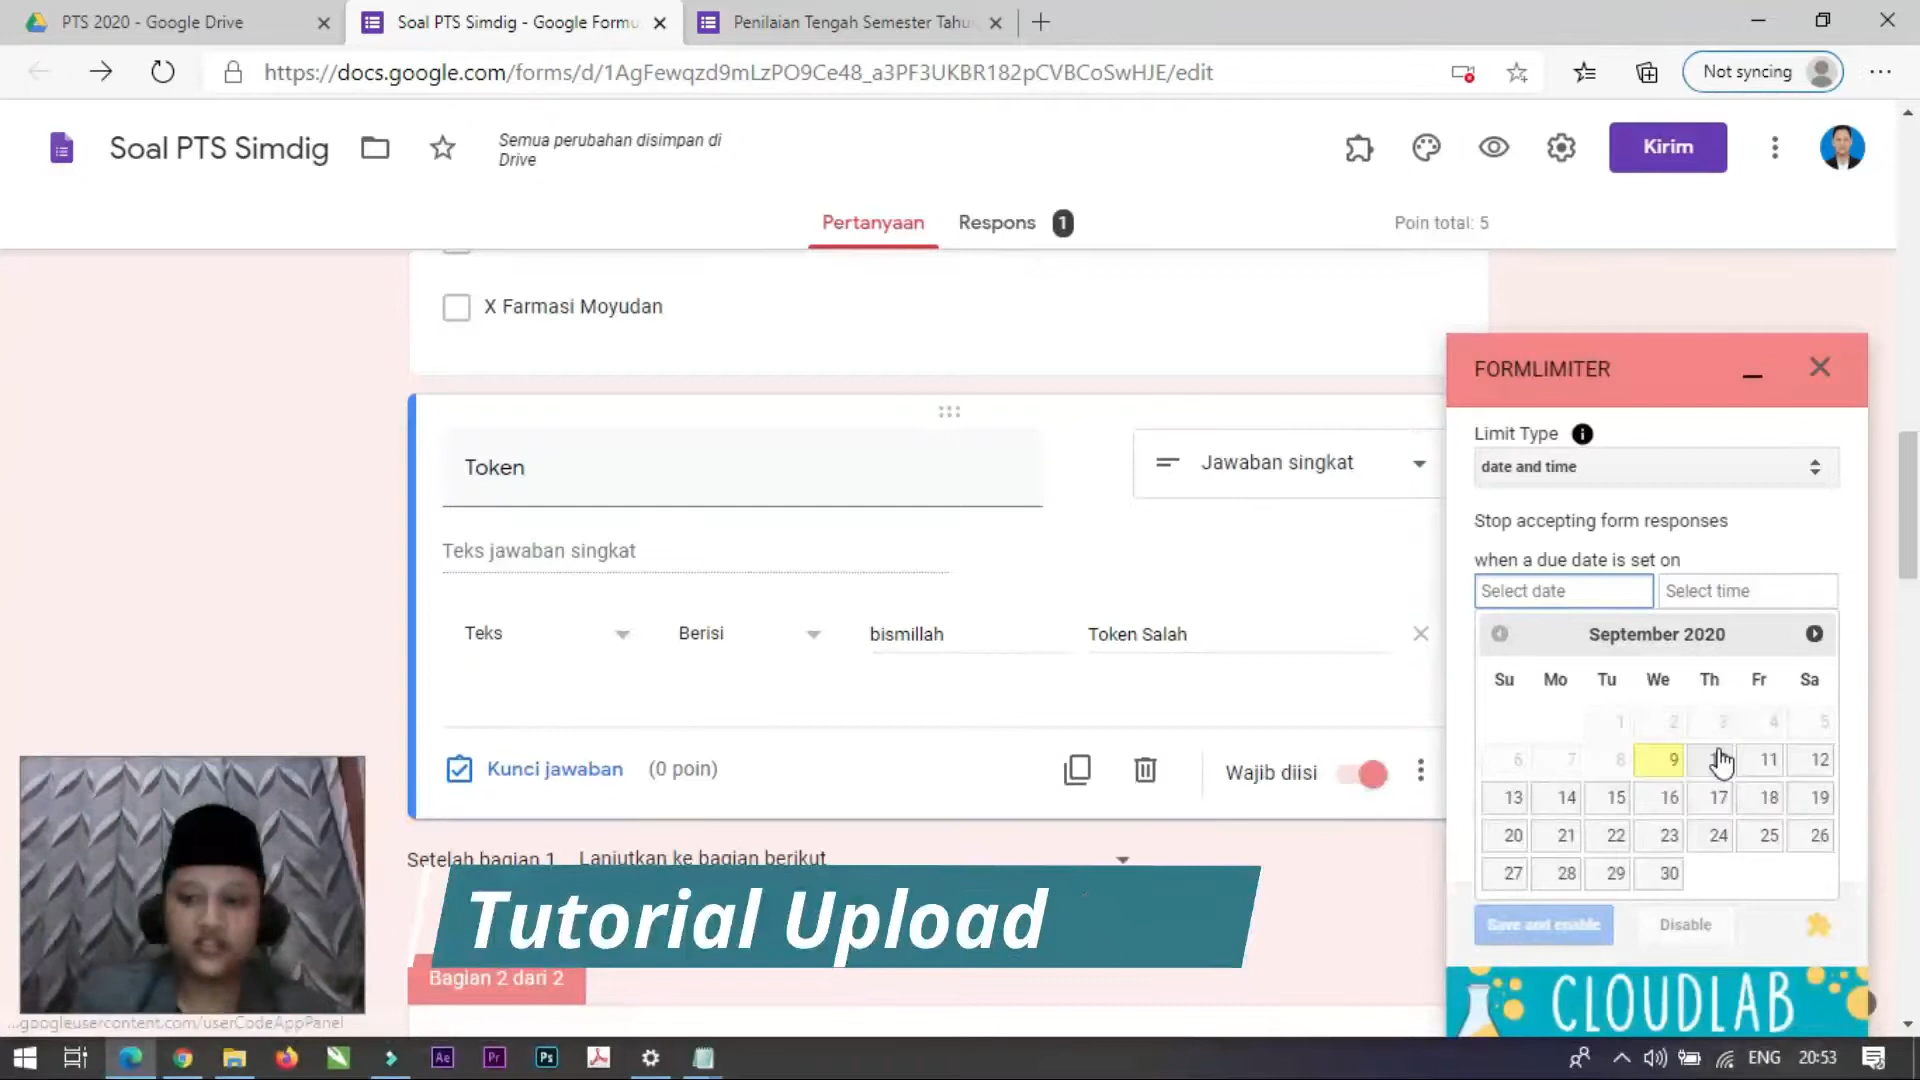 PTS 2020 - Google Drive
Soal PTS Simdig - Google Formu
Penilaian Tengah Semester Tahu
https://docs.google.com/forms/d/1AgFewqzd9mLzPO9Ce48_a3PF3UKBR182pCVBCoSwHJE/edit
Not syncing
Soal PTS Simdig
Semua perubahan disimpan di
Drive
Kirim
Pertanyaan
Respons 1
Poin total: 5
X Farmasi Moyudan
Token
Jawaban singkat
Teks jawaban singkat
Teks
Berisi
bismillah
Token Salah
Kunci jawaban (0 poin)
Wajib diisi
Setelah bagian 1 Lanjutkan ke bagian berikut
Tutorial Upload
Bagian 2 dari 2
FORMLIMITER
Limit Type
date and time
Stop accepting form responses
when a due date is set on
Select date
Select time
September 2020
Su Mo Tu We Th Fr Sa
1 2 3 4 5
6 7 8 9 11 12
13 14 15 16 17 18 19
20 21 22 23 24 25 26
27 28 29 30
Save and enable
Disable
CLOUDLAB
...googleusercontent.com/userCodeAppPanel
Ae
Pr
Ps
ENG
20:53